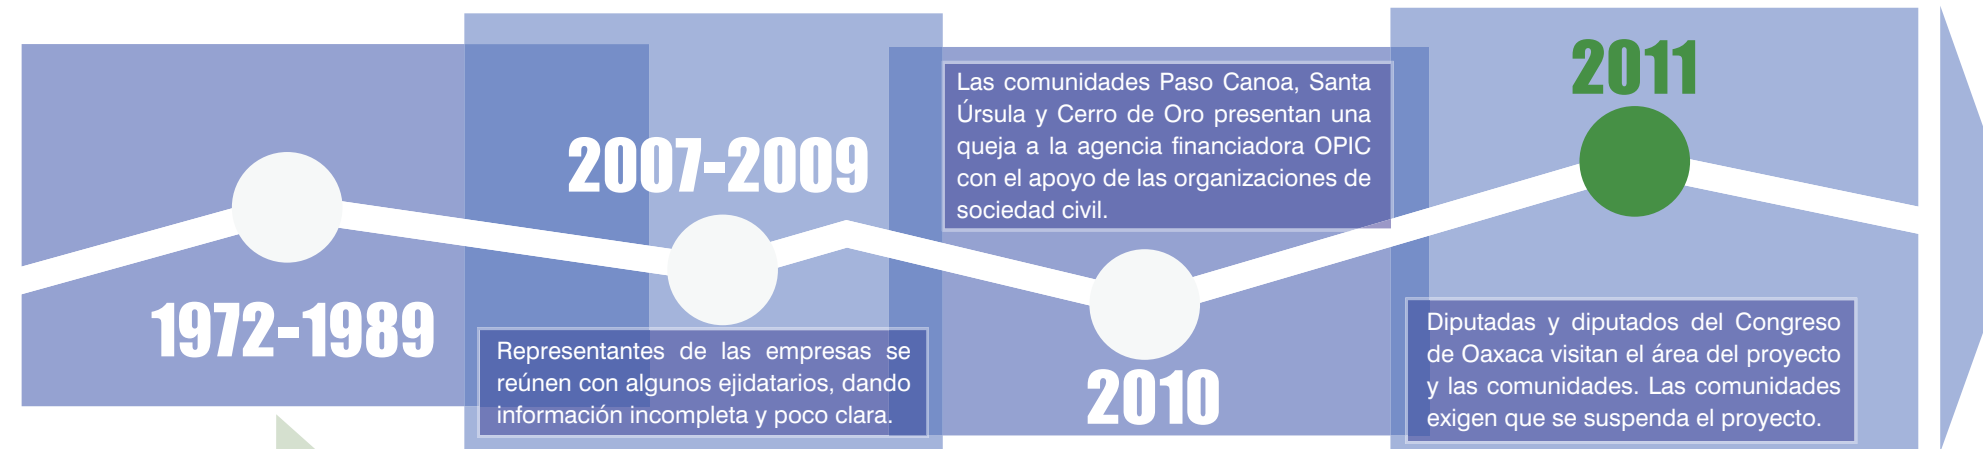 1972-1989
2007-2009
Representantes de las empresas se
reúnen con algunos ejidatarios, dando
información incompleta y poco clara.
Las comunidades Paso Canoa, Santa
Úrsula y Cerro de Oro presentan una
queja a la agencia financiadora OPIC
con el apoyo de las organizaciones de
sociedad civil.
2010
2011
Diputadas y diputados del Congreso
de Oaxaca visitan el área del proyecto
y las comunidades. Las comunidades
exigen que se suspenda el proyecto.